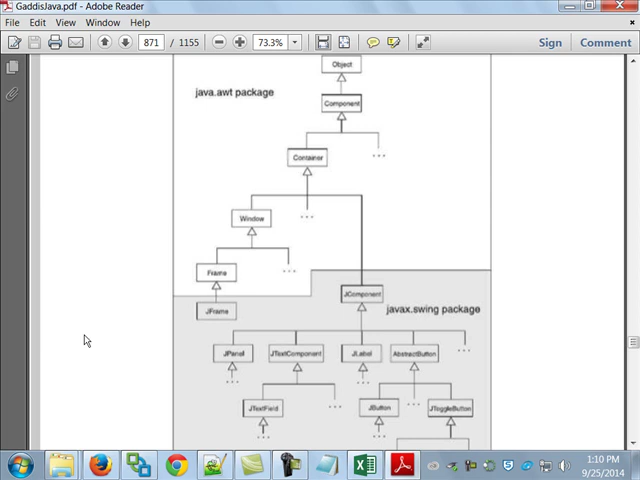 GaddisJava.pdf - Adobe Reader
File Edit View Window Help
871 / 1155 73.3% Sign Comment
Object
java.awt package
Component
...
Container
Window
...
Frame
...
JComponent
JFrame
javax.swing package
JPanel JTextComponent JLabel AbstractButton ...
... ...
JTextField ... JButton ... JToggleButton
... ...
1:10 PM
9/25/2014